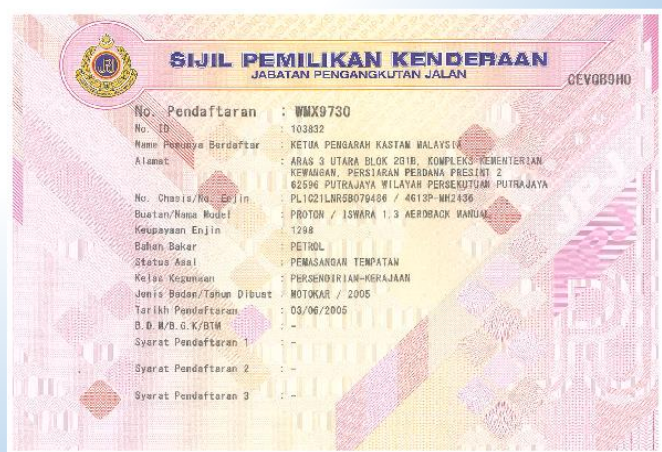 SIJIL PEMILIKAN KENDERAAN
JABATAN PENGANGKUTAN JALAN
No. Pendaftaran : WMX9730
No. ID : 103832
Nama Pemunya Berdaftar : KETUA PENGARAH KASTAM MALAYSIA
Alamat : ARAS 3 UTARA BLOK 2G1B, KOMPLEKS KEMENTERIAN
KEWANGAN, PERSIARAN PERDANA PRESINT 2
62596 PUTRAJAYA WILAYAH PERSEKUTUAN PUTRAJAYA
No. Chasis/No. Enjin : PL1C21LNR5B079486 / 4G13P-MH2436
Buatan/Nama Model : PROTON / ISWARA 1.3 AEROBACK MANUAL
Keupayaan Enjin : 1298
Bahan Bakar : PETROL
Status Asal : PEMASANGAN TEMPATAN
Kelas Kegunaan : PERSENDIRIAN-KERAJAAN
Jenis Badan/Tahun Dibuat : MOTOKAR / 2005
Tarikh Pendaftaran : 03/06/2005
B.D.M/B.G.K/BTM : -
Syarat Pendaftaran 1 : -
Syarat Pendaftaran 2 : -
Syarat Pendaftaran 3 : -